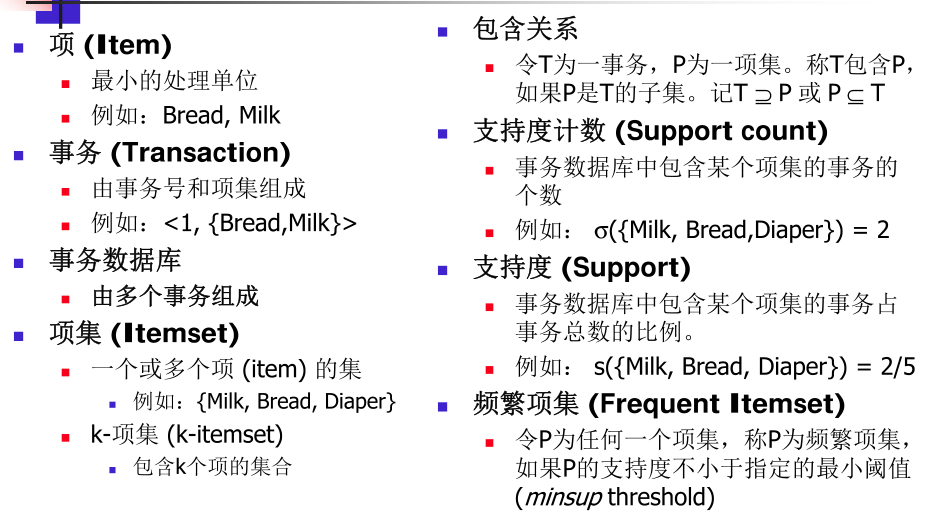 项 (Item)
最小的处理单位
例如：Bread, Milk
事务 (Transaction)
由事务号和项集组成
例如：<1, {Bread,Milk}>
事务数据库
由多个事务组成
项集 (Itemset)
一个或多个项 (item) 的集
例如：{Milk, Bread, Diaper}
k-项集 (k-itemset)
包含k个项的集合
包含关系
令T为一事务，P为一项集。称T包含P，
如果P是T的子集。记T ⊇ P 或 P ⊆ T
支持度计数 (Support count)
事务数据库中包含某个项集的事务的
个数
例如： σ({Milk, Bread,Diaper}) = 2
支持度 (Support)
事务数据库中包含某个项集的事务占
事务总数的比例。
例如： s({Milk, Bread, Diaper}) = 2/5
频繁项集 (Frequent Itemset)
令P为任何一个项集，称P为频繁项集，
如果P的支持度不小于指定的最小阈值
(minsup threshold)